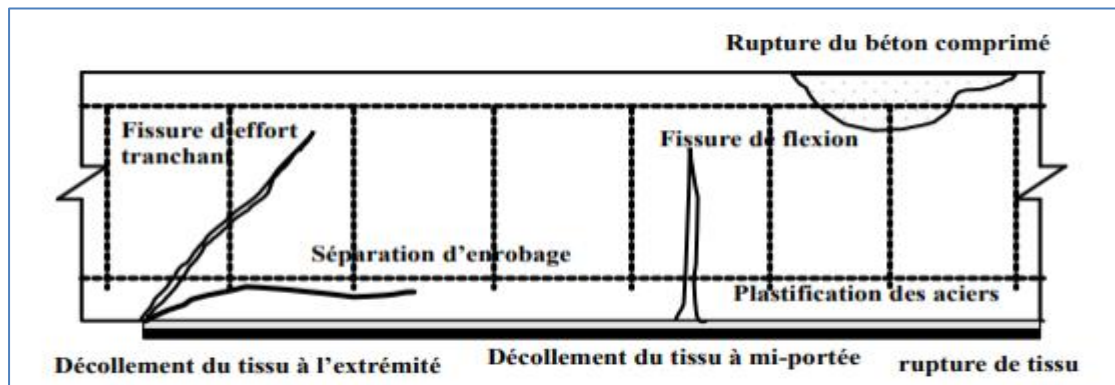 Rupture du béton comprimé
Fissure d'effort
tranchant
Fissure de flexion
Séparation d'enrobage
Plastification des aciers
Décollement du tissu à l'extrémité
Décollement du tissu à mi-portée
rupture de tissu